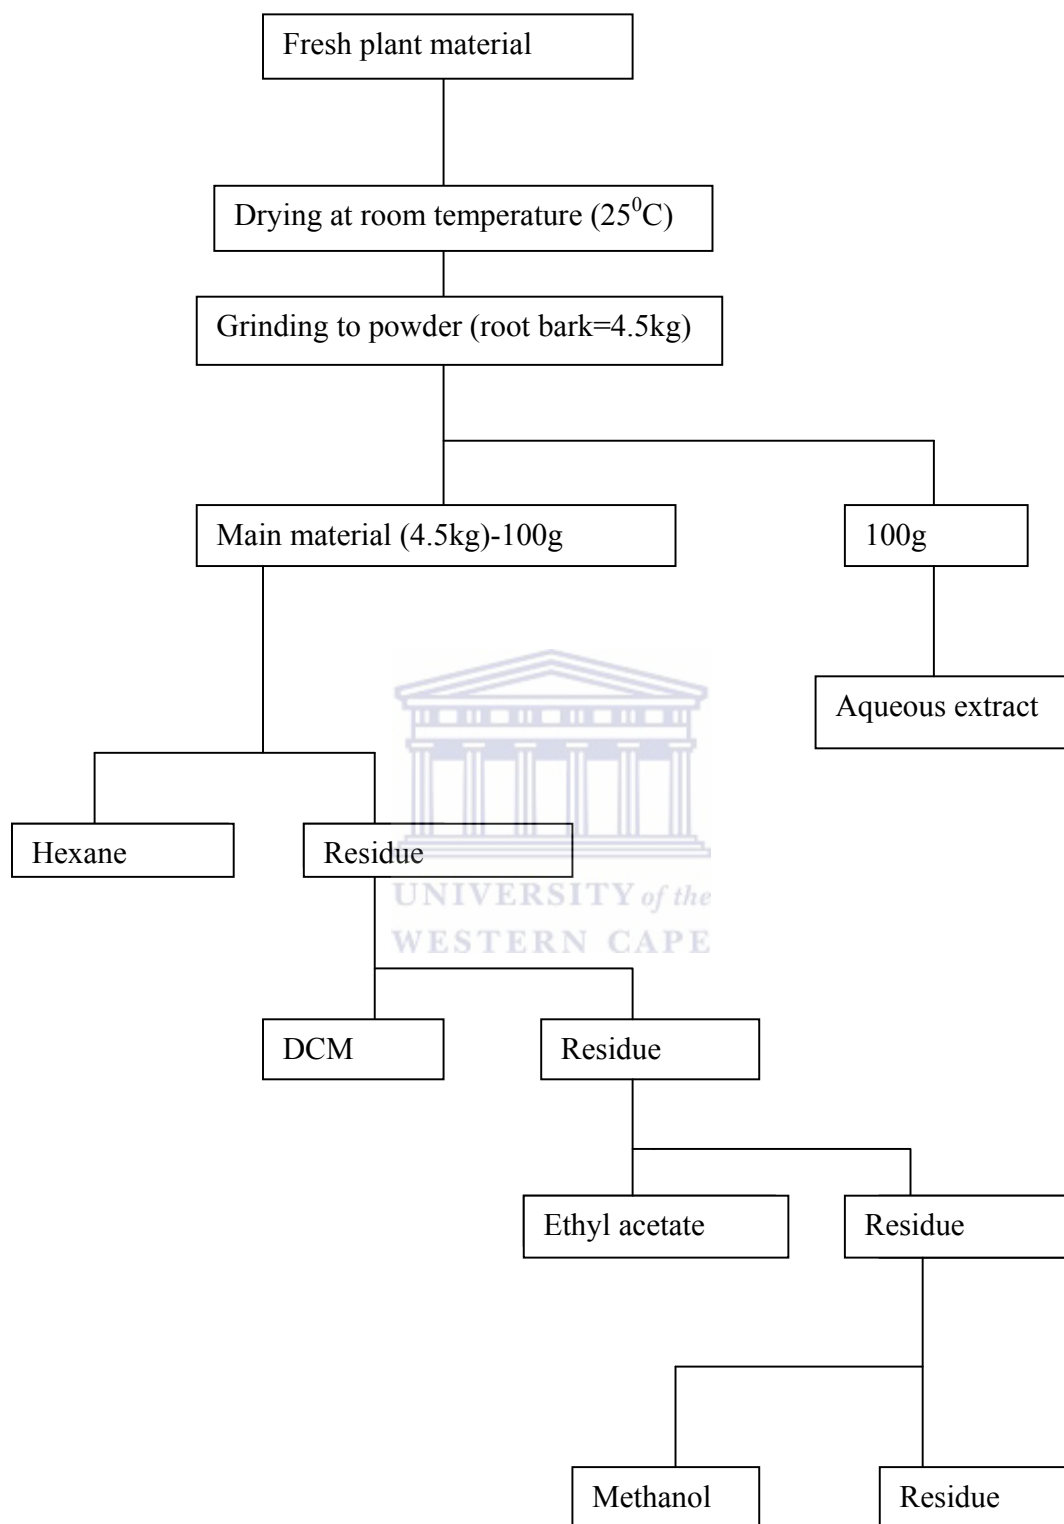 Fresh plant material
Drying at room temperature (25⁰C)
Grinding to powder (root bark=4.5kg)
Main material (4.5kg)-100g
100g
Aqueous extract
Hexane
Residue
UNIVERSITY of the
WESTERN CAPE
DCM
Residue
Ethyl acetate
Residue
Methanol
Residue